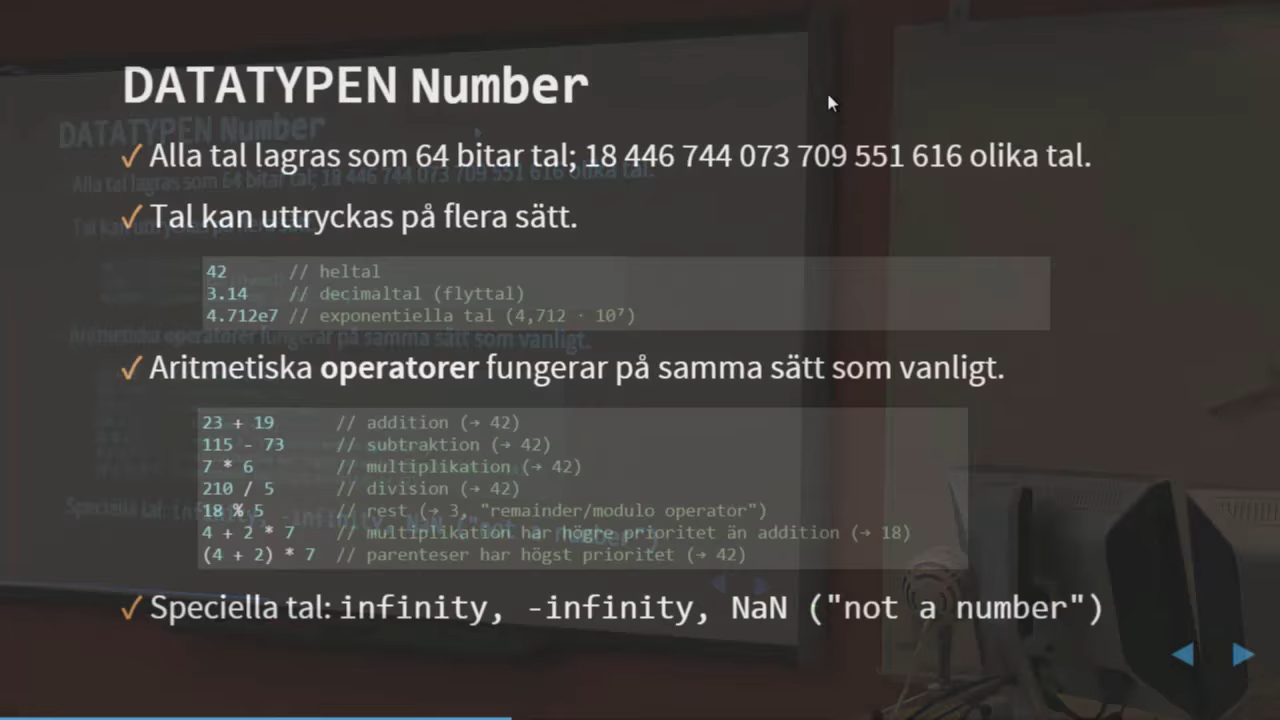 DATATYPEN Number
✓ Alla tal lagras som 64 bitar tal; 18 446 744 073 709 551 616 olika tal.
✓ Tal kan uttryckas på flera sätt.
42 // heltal
3.14 // decimaltal (flyttal)
4.712e7 // exponentiella tal (4,712 · 10⁷)
✓ Aritmetiska operatorer fungerar på samma sätt som vanligt.
23 + 19 // addition (→ 42)
115 - 73 // subtraktion (→ 42)
7 * 6 // multiplikation (→ 42)
210 / 5 // division (→ 42)
18 % 5 // rest (→ 3, "remainder/modulo operator")
4 + 2 * 7 // multiplikation har högre prioritet än addition (→ 18)
(4 + 2) * 7 // parenteser har högst prioritet (→ 42)
✓ Speciella tal: infinity, -infinity, NaN ("not a number")